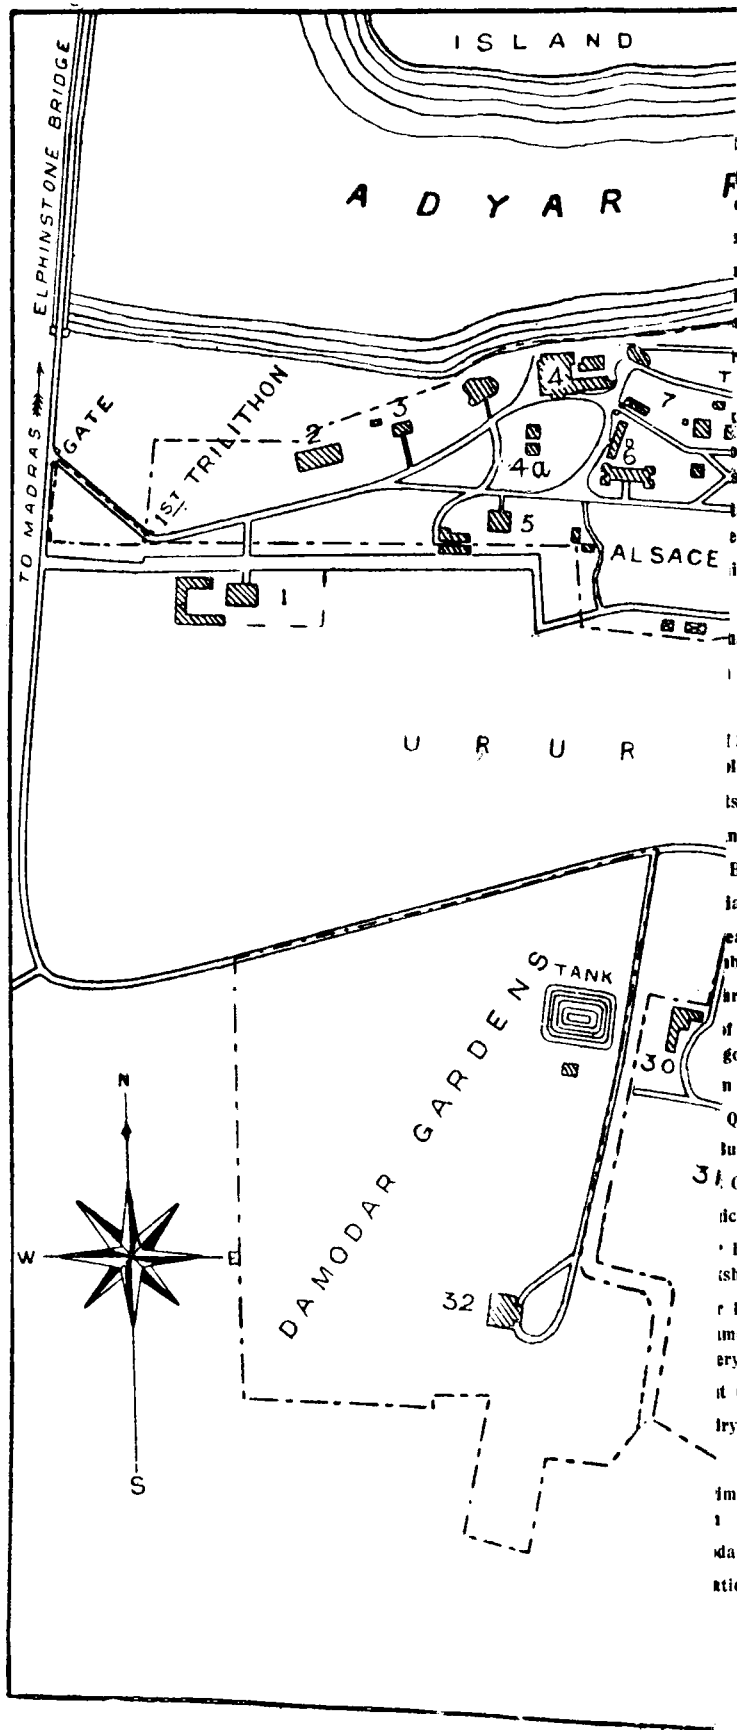 ISLAND
ADYAR
ELPHINSTONE BRIDGE
TO MADRAS
GATE
1ST TRILITHON
2
3
4
4a
5
6
7
T
1
ALSACE
URUR
TANK
DAMODAR GARDENS
30
31
32
N
W
E
S